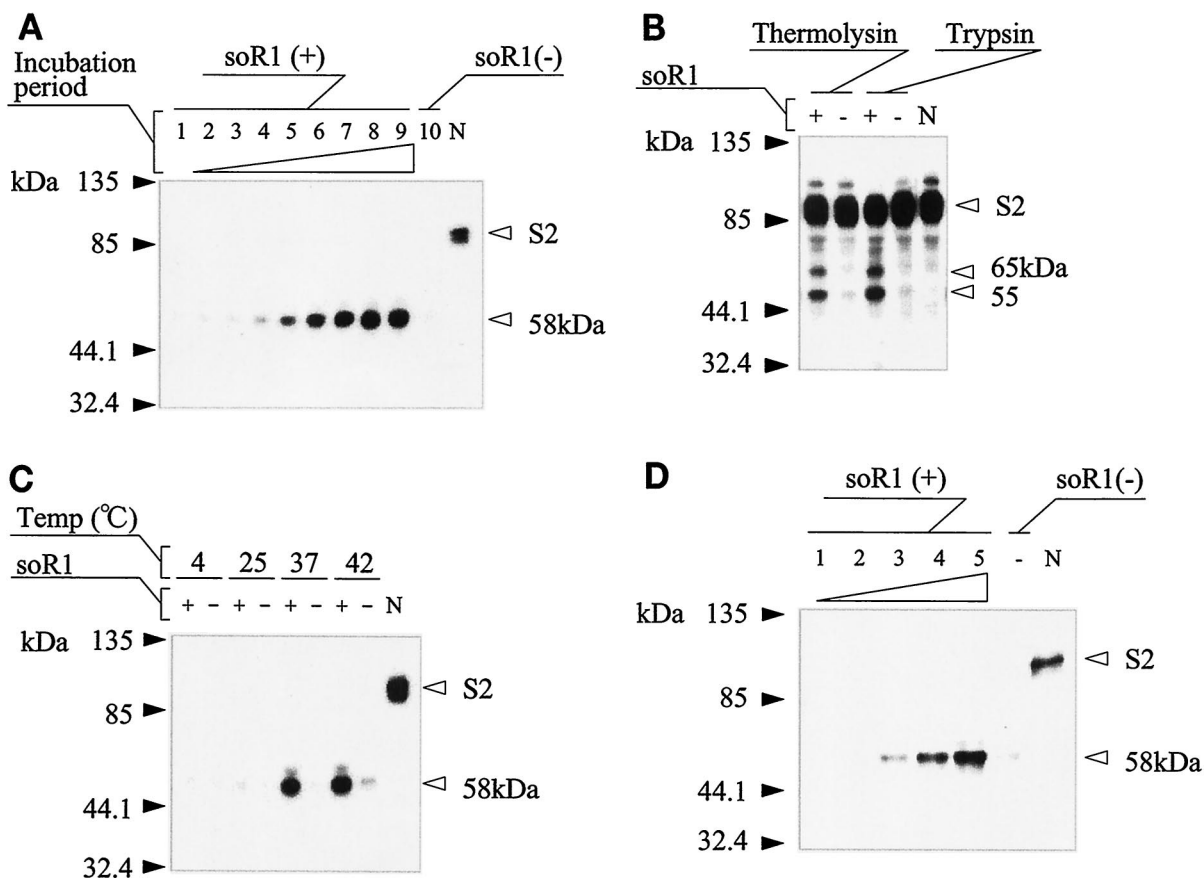 A
Incubation period
soR1 (+)
soR1(-)
1 2 3 4 5 6 7 8 9 10 N
kDa 135
85
44.1
32.4
S2
58kDa
B
Thermolysin
Trypsin
soR1
+ - + - N
kDa 135
85
44.1
32.4
S2
65kDa
55
C
Temp (℃)
4 25 37 42
soR1
+ - + - + - + - N
kDa 135
85
44.1
32.4
S2
58kDa
D
soR1 (+)
soR1(-)
1 2 3 4 5 - N
kDa 135
85
44.1
32.4
S2
58kDa